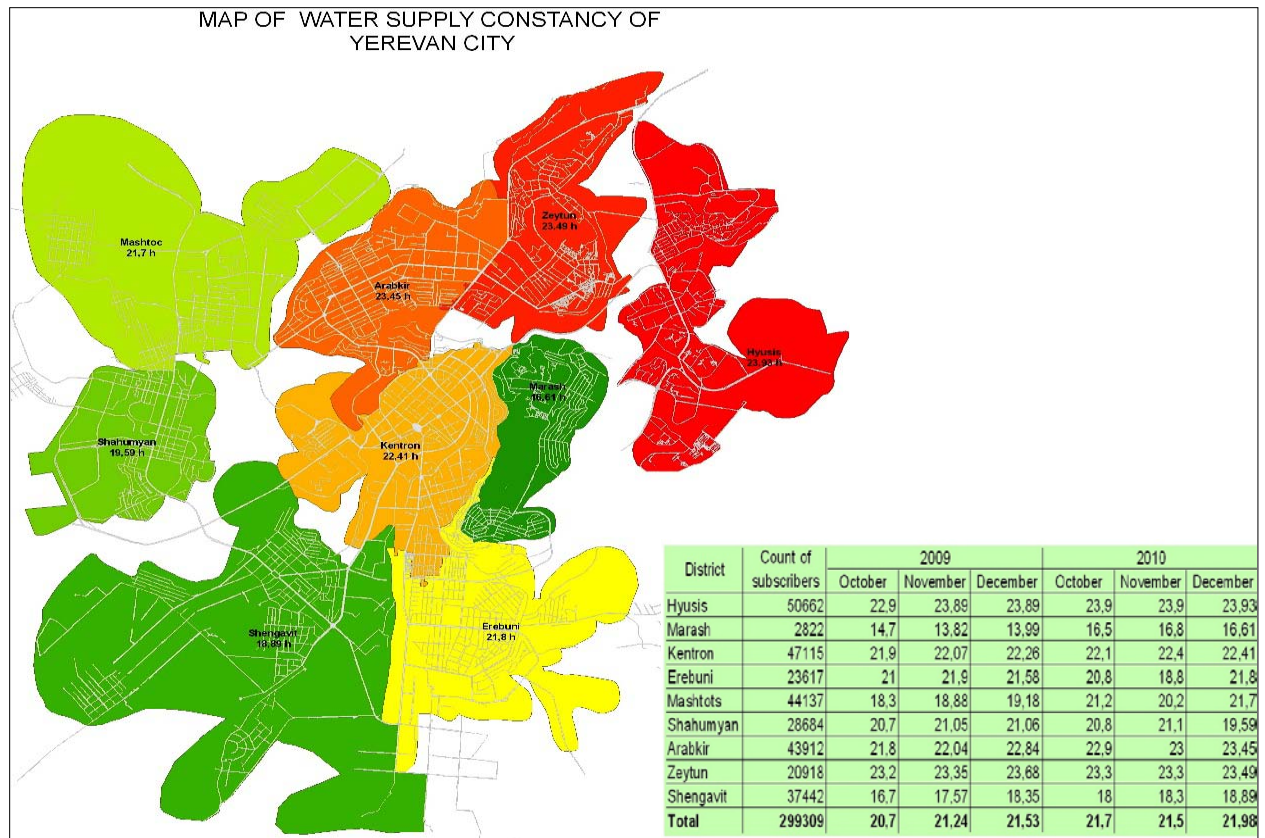 MAP OF WATER SUPPLY CONSTANCY OF
YEREVAN CITY
Zeytun
23.49 h
Mashtoc
21,7 h
Arabkir
23,45 h
Hyusis
23,93 h
Marash
16,61 h
Kentron
22,41 h
Shahumyan
19,59 h
Shengavit
18,89 h
Erebuni
21,8 h
District Count of subscribers 2009 2010
October November December October November December
Hyusis 50662 22,9 23,89 23,89 23,9 23,9 23,93
Marash 2822 14,7 13,82 13,99 16,5 16,8 16,61
Kentron 47115 21,9 22,07 22,26 22,1 22,4 22,41
Erebuni 23617 21 21,9 21,58 20,8 18,8 21,8
Mashtots 44137 18,3 18,88 19,18 21,2 20,2 21,7
Shahumyan 28684 20,7 21,05 21,06 20,8 21,1 19,59
Arabkir 43912 21,8 22,04 22,84 22,9 23 23,45
Zeytun 20918 23,2 23,35 23,68 23,3 23,3 23,49
Shengavit 37442 16,7 17,57 18,35 18 18,3 18,89
Total 299309 20,7 21,24 21,53 21,7 21,5 21,98